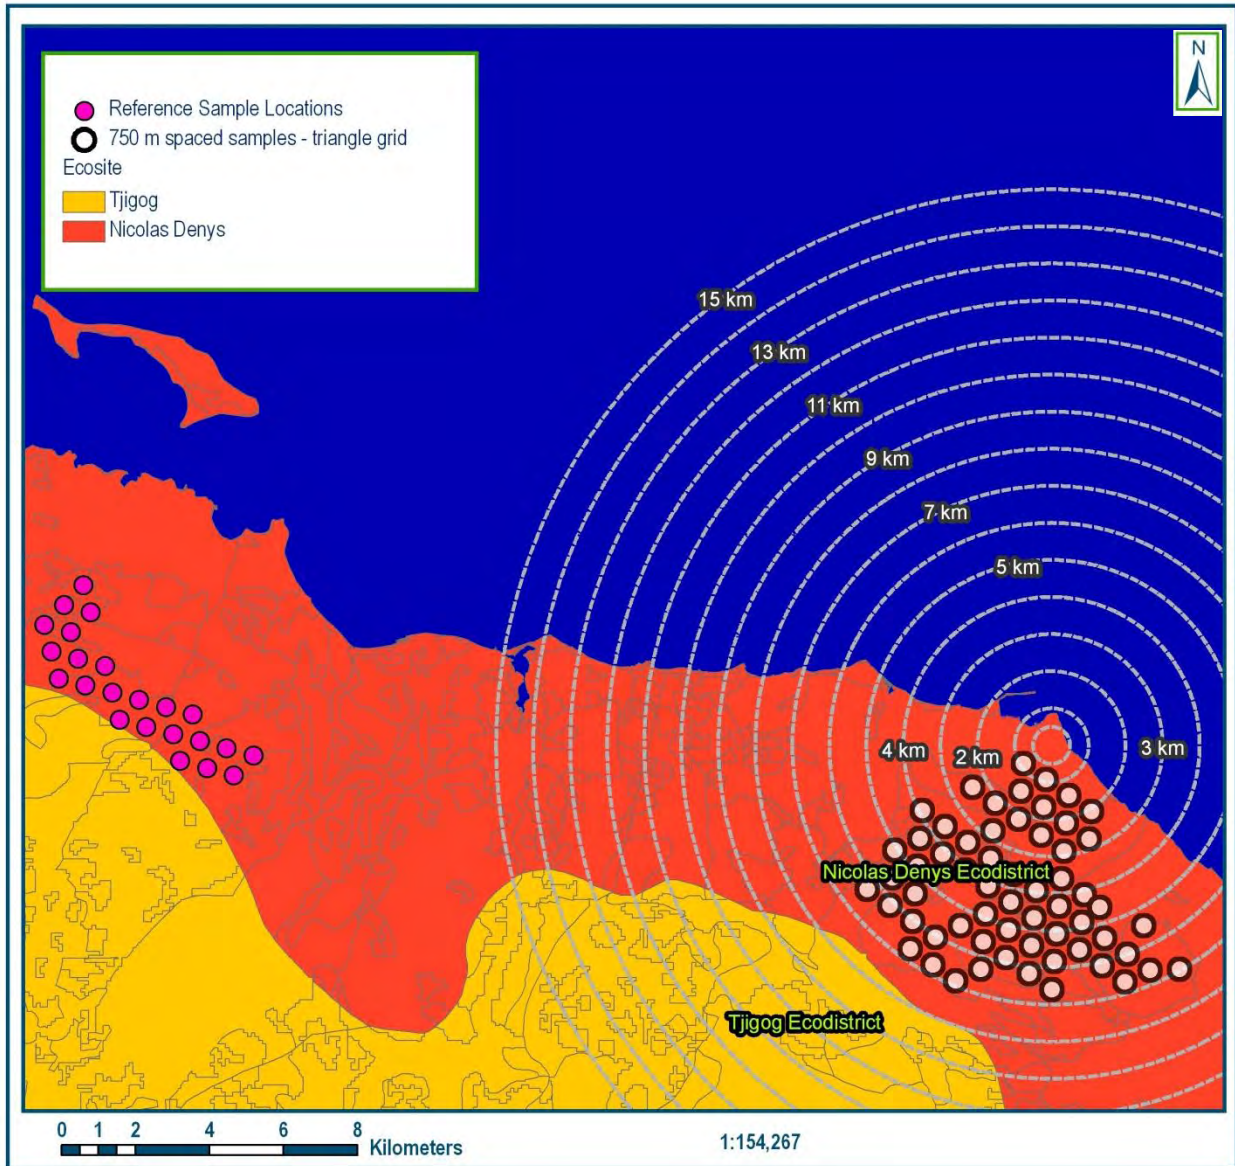 N
Reference Sample Locations
750 m spaced samples - triangle grid
Ecosite
Tjigog
Nicolas Denys
15 km
13 km
11 km
9 km
7 km
5 km
4 km
2 km
3 km
Nicolas Denys Ecodistrict
Tjigog Ecodistrict
0 1 2 4 6 8
Kilometers
1:154,267